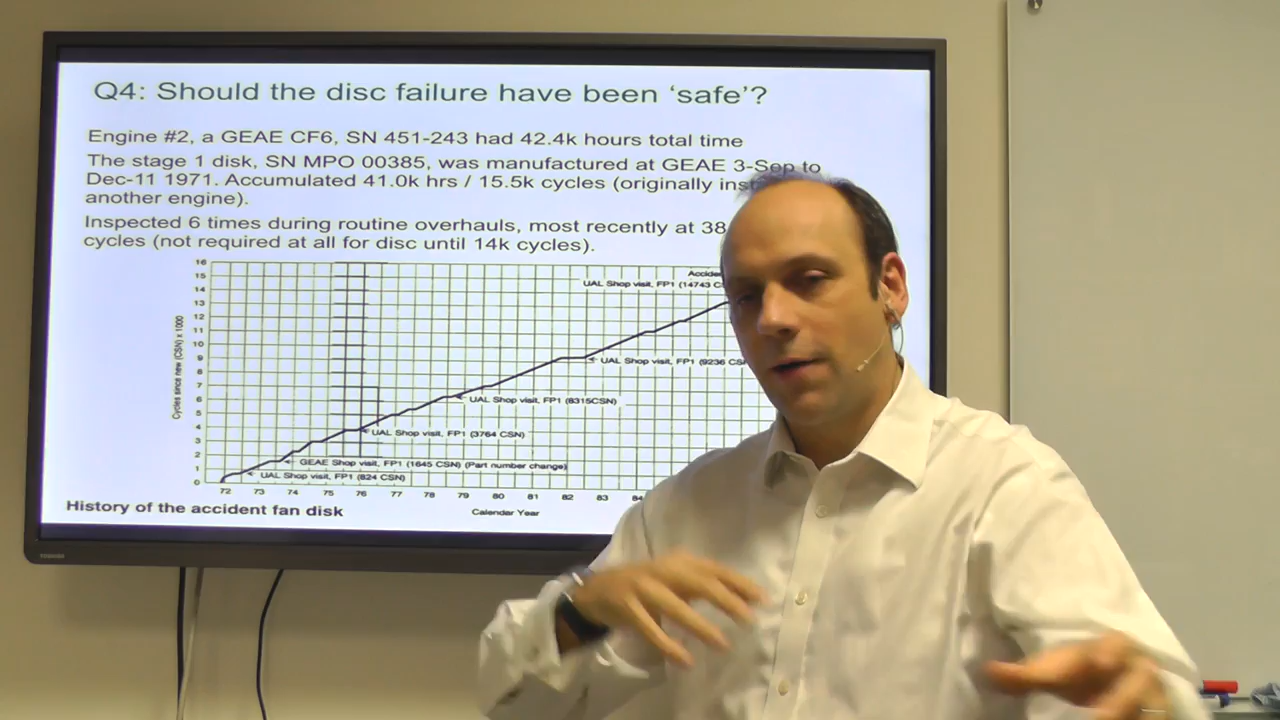 Q4: Should the disc failure have been ‘safe’?
Engine #2, a GEAE CF6, SN 451-243 had 42.4k hours total time
The stage 1 disk, SN MPO 00385, was manufactured at GEAE 3-Sep to
Dec-11 1971. Accumulated 41.0k hrs / 15.5k cycles (originally
another engine).
Inspected 6 times during routine overhauls, most recently at 38
cycles (not required at all for disc until 14k cycles).
16
15
14
13
12
11
10
9
8
7
6
5
4
3
2
1
0
Cycles since new (CSN) x 1000
UAL Shop visit, FP1 (14743
UAL Shop visit, FP1 (9236
UAL Shop visit, FP1 (8315CSN)
UAL Shop visit, FP1 (3764 CSN)
GEAE Shop visit, FP1 (1645 CSN) (Part number change)
UAL Shop visit, FP1 (824 CSN)
72 73 74 75 76 77 78 79 80 81 82 83
History of the accident fan disk
Calendar Year
TOSHIBA